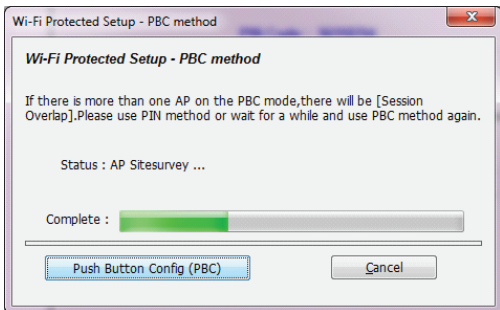 Wi-Fi Protected Setup - PBC method
Wi-Fi Protected Setup - PBC method
If there is more than one AP on the PBC mode,there will be [Session
Overlap].Please use PIN method or wait for a while and use PBC method again.
Status : AP Sitesurvey ...
Complete :
Push Button Config (PBC)
Cancel